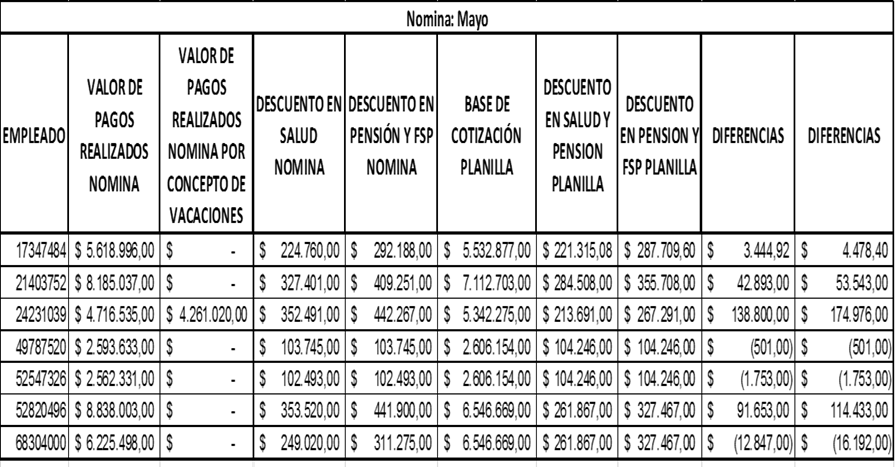 Nomina: Mayo
EMPLEADO | VALOR DE PAGOS REALIZADOS NOMINA | VALOR DE PAGOS REALIZADOS NOMINA POR CONCEPTO DE VACACIONES | DESCUENTO EN SALUD NOMINA | DESCUENTO EN PENSIÓN Y FSP NOMINA | BASE DE COTIZACIÓN PLANILLA | DESCUENTO EN SALUD Y PENSION PLANILLA | DESCUENTO EN PENSION Y FSP PLANILLA | DIFERENCIAS | DIFERENCIAS
17347484 | $ 5.618.996,00 | $ - | $ 224.760,00 | $ 292.188,00 | $ 5.532.877,00 | $ 221.315,08 | $ 287.709,60 | $ 3.444,92 | $ 4.478,40
21403752 | $ 8.185.037,00 | $ - | $ 327.401,00 | $ 409.251,00 | $ 7.112.703,00 | $ 284.508,00 | $ 355.708,00 | $ 42.893,00 | $ 53.543,00
24231039 | $ 4.716.535,00 | $ 4.261.020,00 | $ 352.491,00 | $ 442.267,00 | $ 5.342.275,00 | $ 213.691,00 | $ 267.291,00 | $ 138.800,00 | $ 174.976,00
49787520 | $ 2.593.633,00 | $ - | $ 103.745,00 | $ 103.745,00 | $ 2.606.154,00 | $ 104.246,00 | $ 104.246,00 | $ (501,00) | $ (501,00)
52547326 | $ 2.562.331,00 | $ - | $ 102.493,00 | $ 102.493,00 | $ 2.606.154,00 | $ 104.246,00 | $ 104.246,00 | $ (1.753,00) | $ (1.753,00)
52820496 | $ 8.838.003,00 | $ - | $ 353.520,00 | $ 441.900,00 | $ 6.546.669,00 | $ 261.867,00 | $ 327.467,00 | $ 91.653,00 | $ 114.433,00
68304000 | $ 6.225.498,00 | $ - | $ 249.020,00 | $ 311.275,00 | $ 6.546.669,00 | $ 261.867,00 | $ 327.467,00 | $ (12.847,00) | $ (16.192,00)